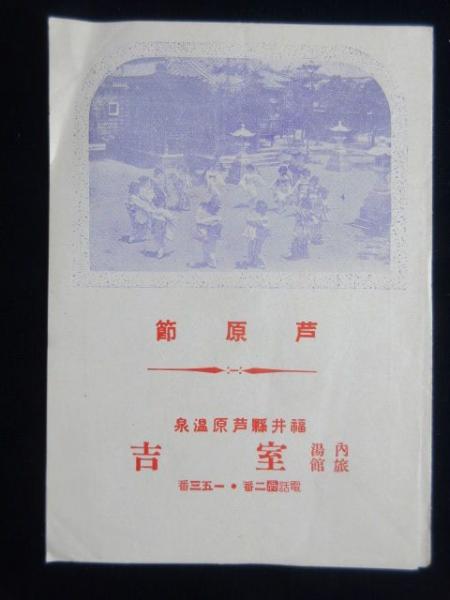 芦原節
福井縣芦原温泉
內湯
旅館
室吉
電話二番・一五三番